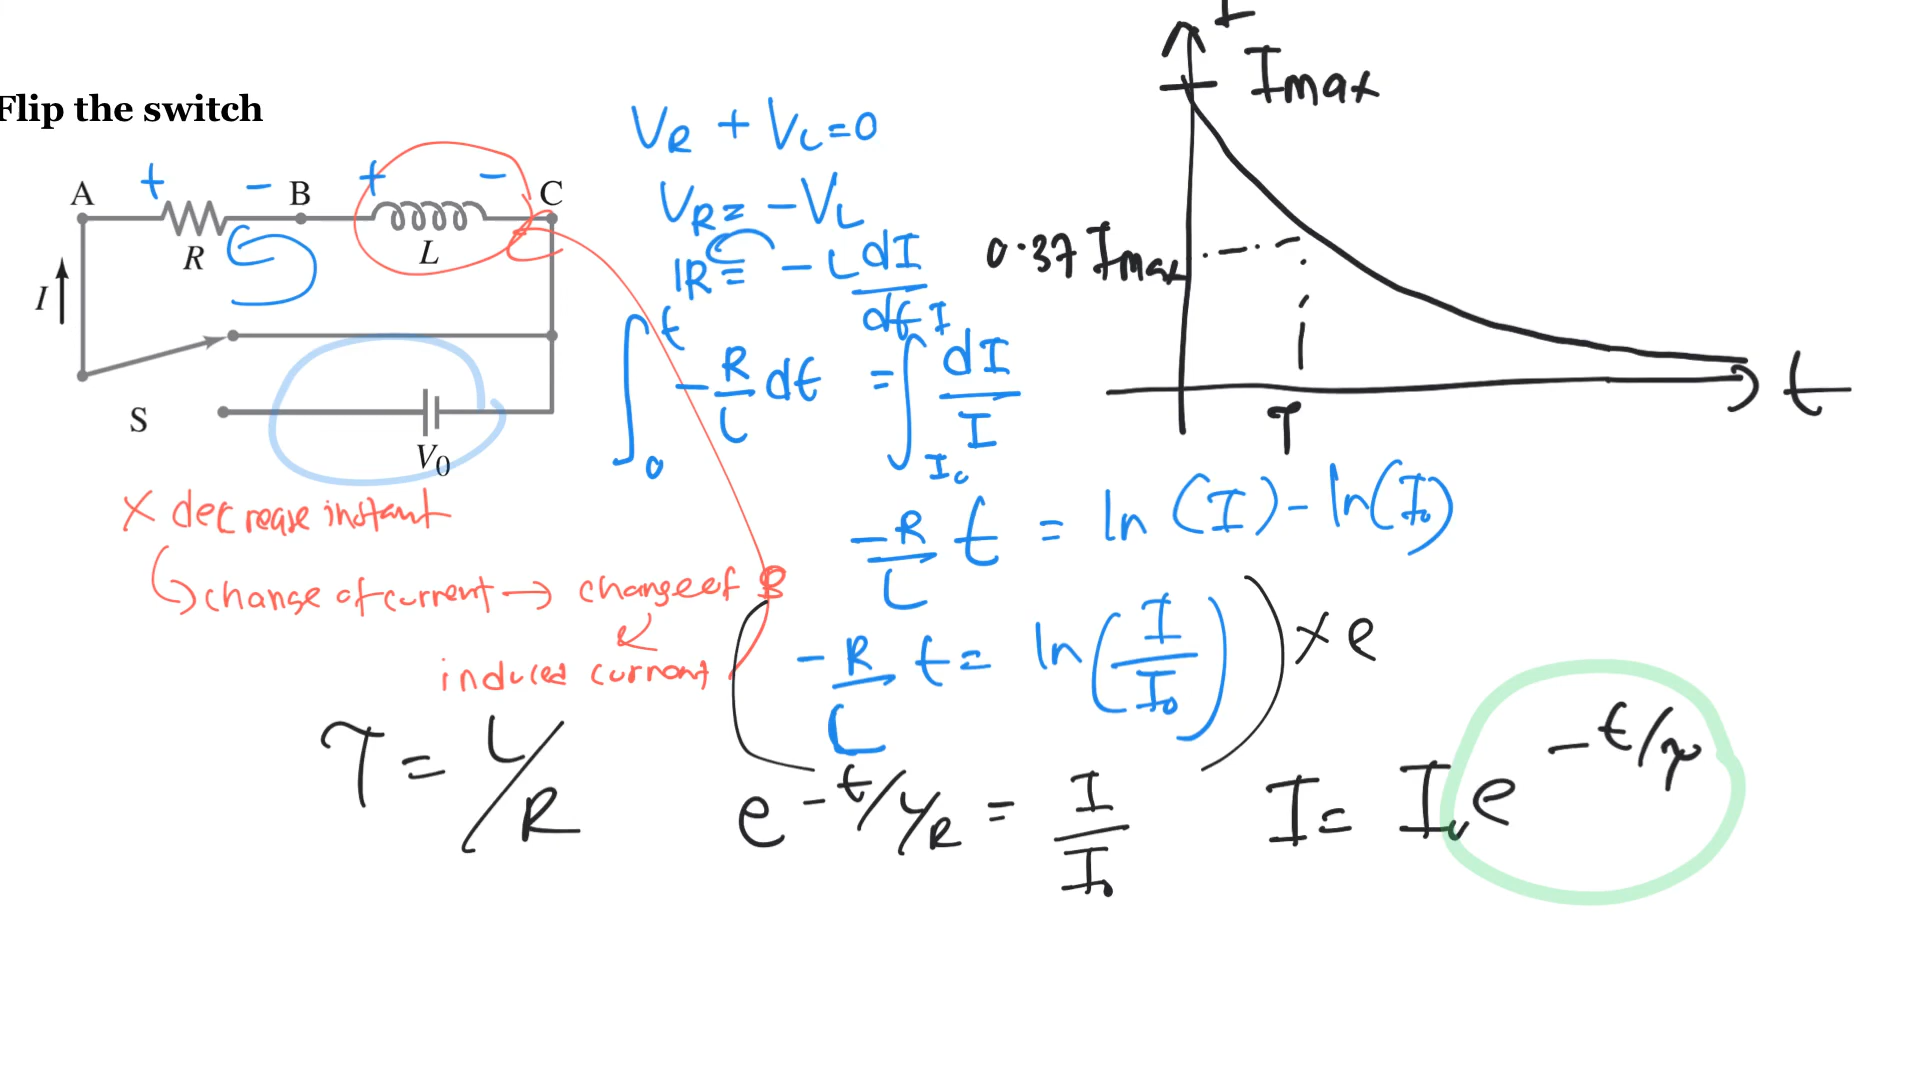 Flip the switch
A + - B + - C
R L
I
S
V0
× decrease instant
↳ change of current → change of B
induced current
τ = L/R
VR + VL = 0
VR = -VL
IR = -L dI/dt
∫₀ᵗ -R/L dt = ∫_{I₀}^{I} dI/I
-R/L t = ln (I) - ln(I₀)
-R/L t = ln(I/I₀) ) × e
e^{-t/L/R} = I/I₀
I = I₀e^{-t/τ}
I
Imax
0.37 Imax
τ
t